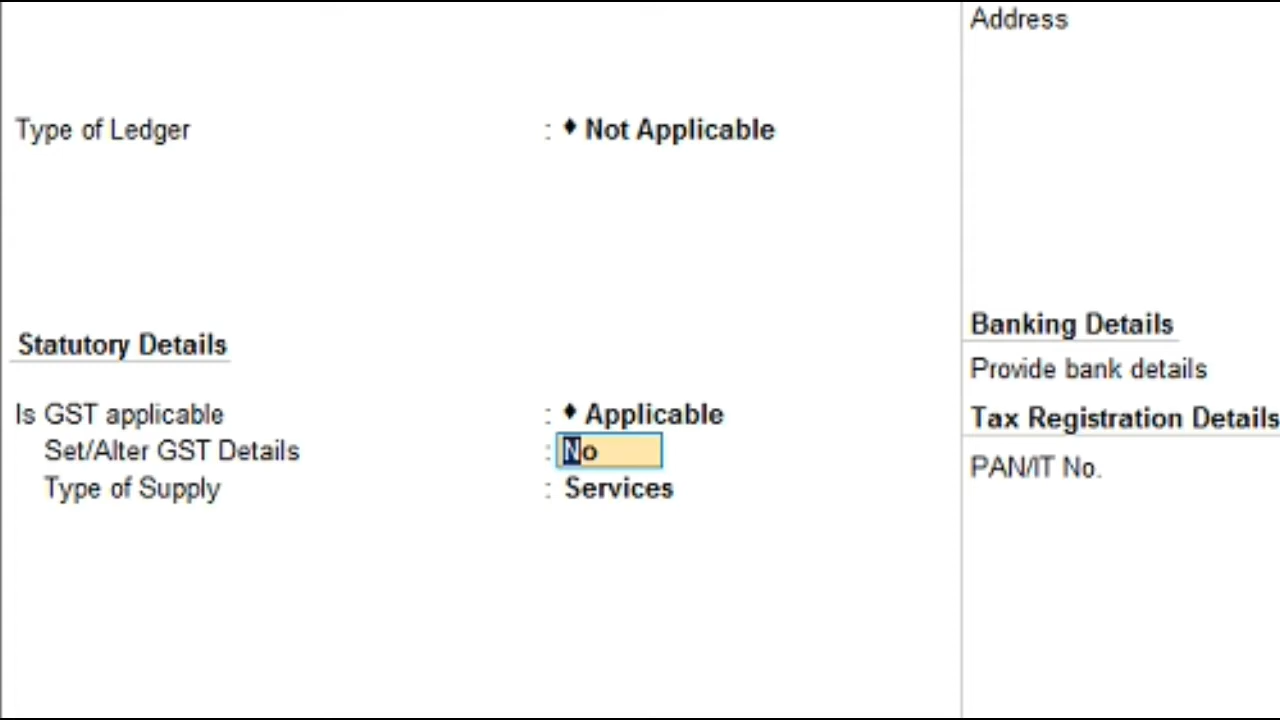 Address
Type of Ledger : ♦ Not Applicable
Statutory Details
Is GST applicable : ♦ Applicable
Set/Alter GST Details : No
Type of Supply : Services
Banking Details
Provide bank details
Tax Registration Details
PAN/IT No.